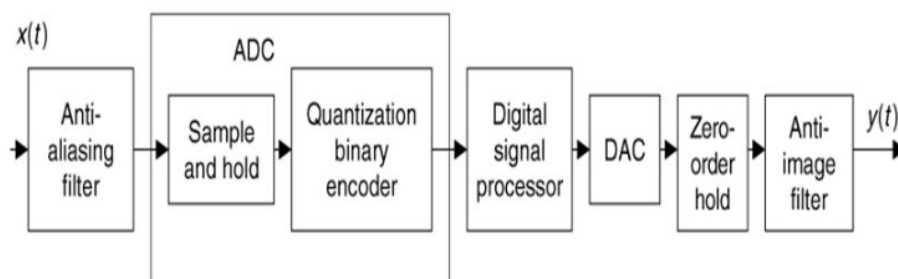 x(t)
ADC
Anti-
aliasing
filter
Sample
and hold
Quantization
binary
encoder
Digital
signal
processor
DAC
Zero-
order
hold
Anti-
image
filter
y(t)